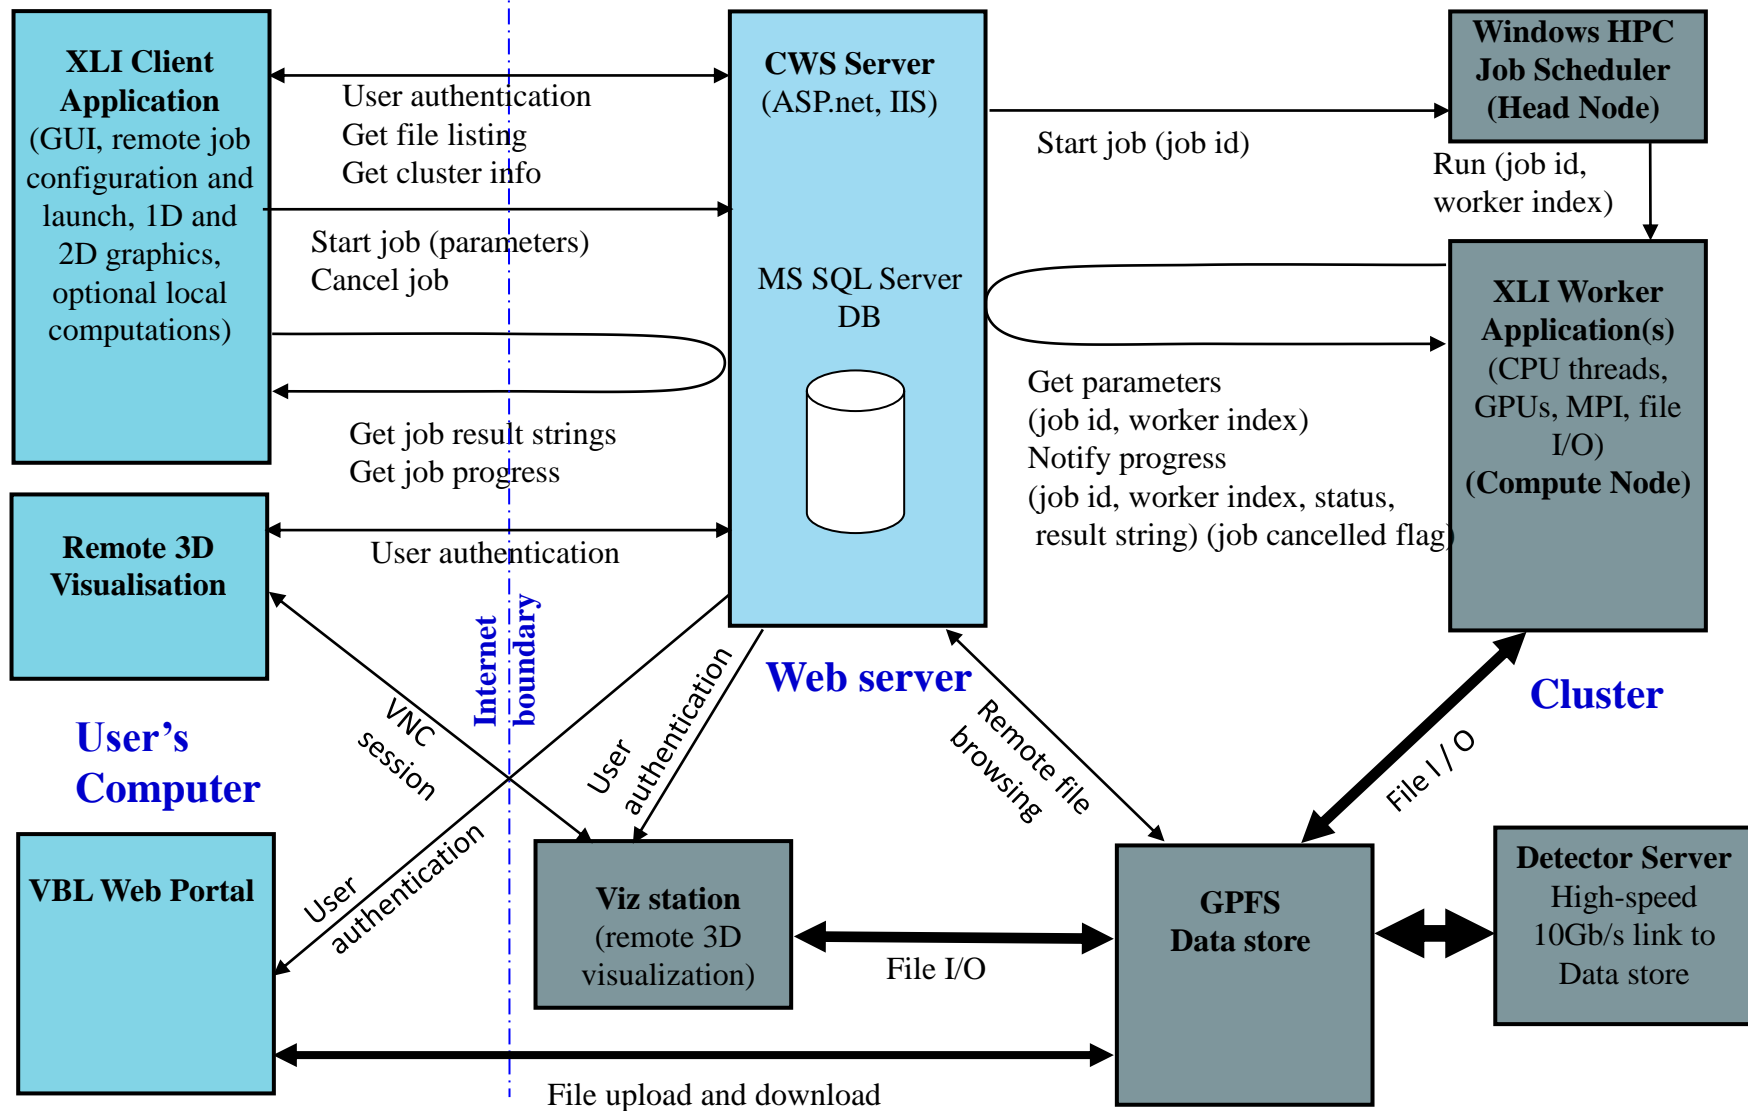 XLI Client
Application
(GUI, remote job
configuration and
launch, 1D and
2D graphics,
optional local
computations)
User authentication
Get file listing
Get cluster info
Start job (parameters)
Cancel job
Get job result strings
Get job progress
CWS Server
(ASP.net, IIS)
MS SQL Server
DB
Start job (job id)
Windows HPC
Job Scheduler
(Head Node)
Run (job id,
worker index)
XLI Worker
Application(s)
(CPU threads,
GPUs, MPI, file
I/O)
(Compute Node)
Get parameters
(job id, worker index)
Notify progress
(job id, worker index, status,
result string) (job cancelled flag)
Remote 3D
Visualisation
User authentication
Internet
boundary
Web server
Cluster
User’s
Computer
VNC
session
User
authentication
User
authentication
Remote file
browsing
File I / O
VBL Web Portal
Viz station
(remote 3D
visualization)
File I/O
GPFS
Data store
Detector Server
High-speed
10Gb/s link to
Data store
File upload and download